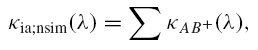 κ_{ia;nsim}(λ) = ∑ κ_{AB^+}(λ),